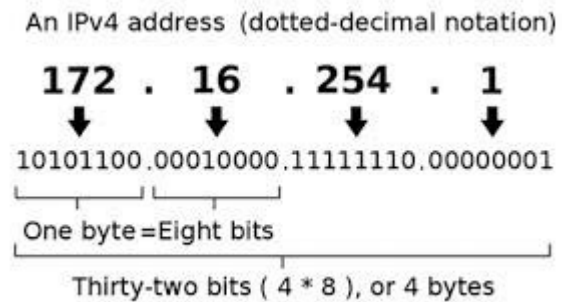 An IPv4 address (dotted-decimal notation)
172 . 16 . 254 . 1
10101100.00010000.11111110.00000001
One byte=Eight bits
Thirty-two bits ( 4 * 8 ), or 4 bytes